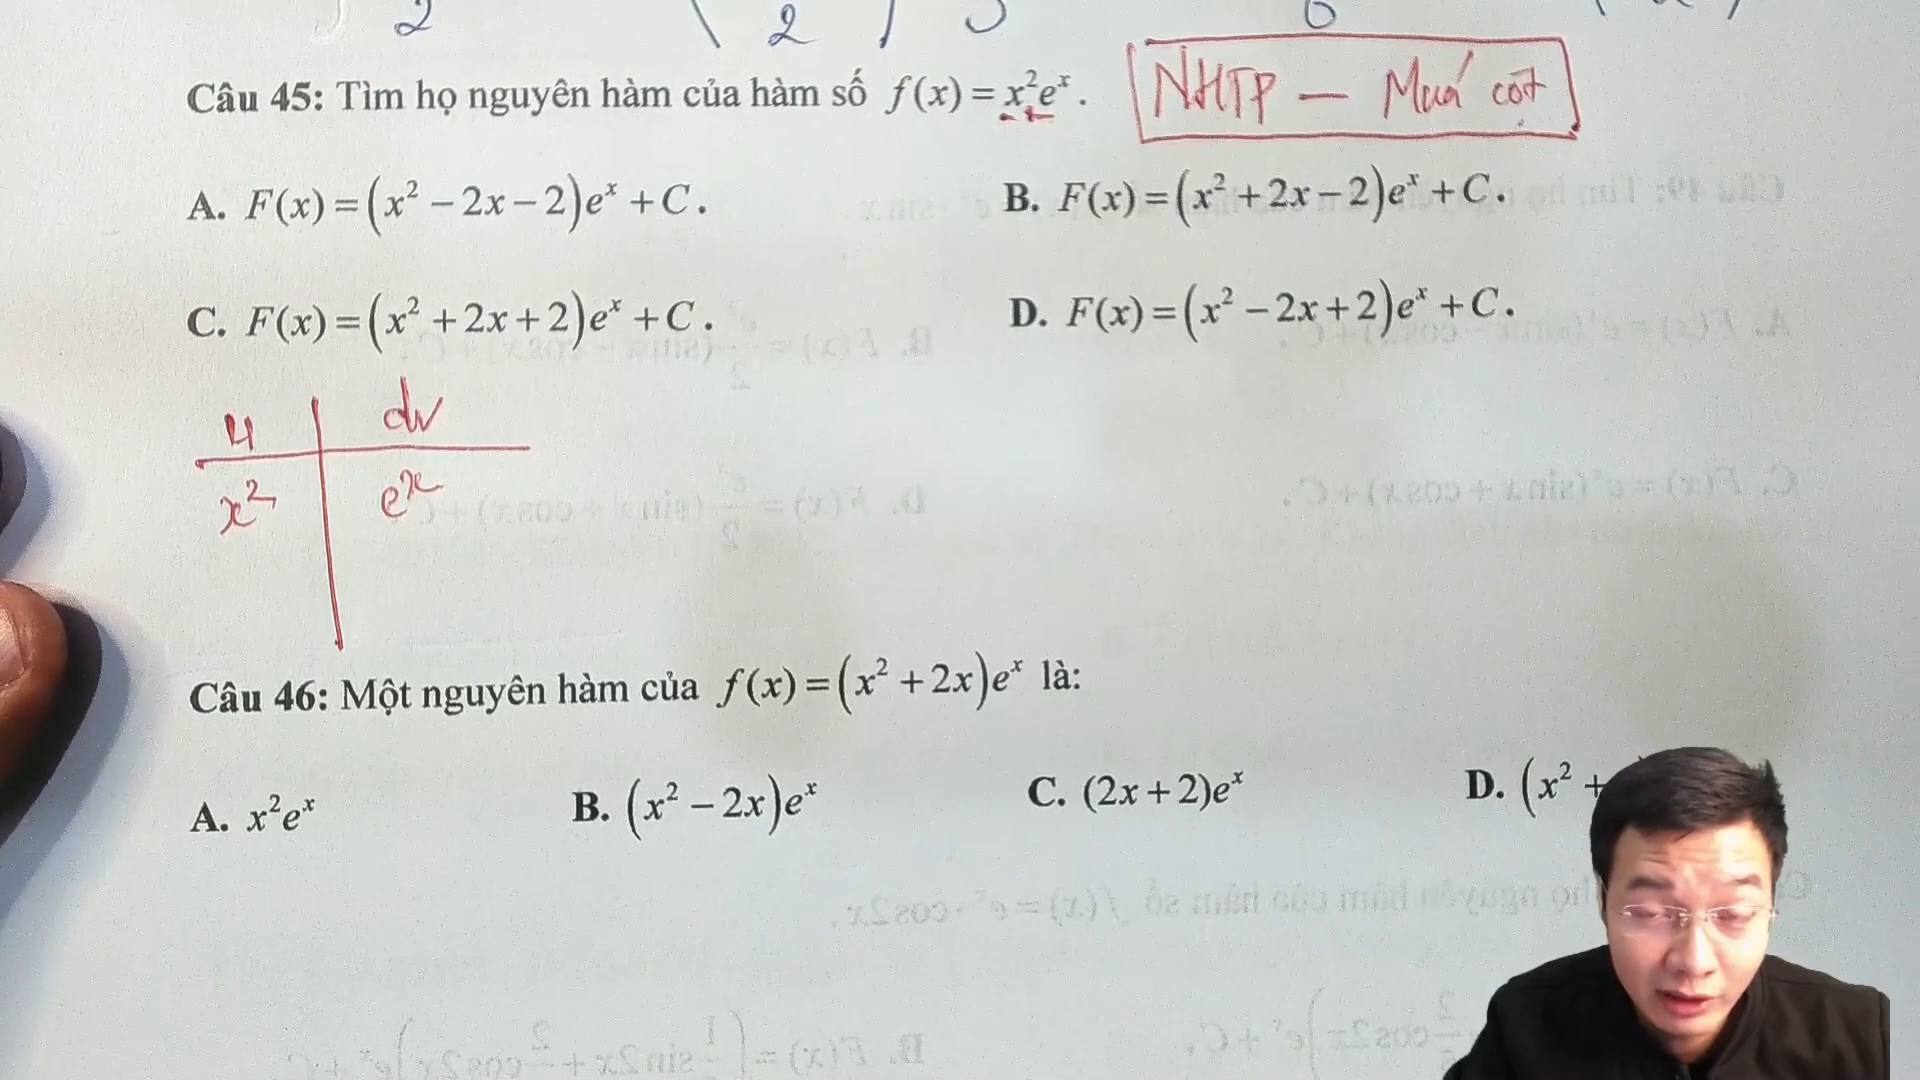 Câu 45: Tìm họ nguyên hàm của hàm số f(x) = x²eˣ. NHTP – Múa cột
A. F(x) = (x² − 2x − 2)eˣ + C. B. F(x) = (x² + 2x − 2)eˣ + C.
C. F(x) = (x² + 2x + 2)eˣ + C. D. F(x) = (x² − 2x + 2)eˣ + C.
u dv
x² eˣ
Câu 46: Một nguyên hàm của f(x) = (x² + 2x)eˣ là:
A. x²eˣ B. (x² − 2x)eˣ C. (2x + 2)eˣ D. (x² +